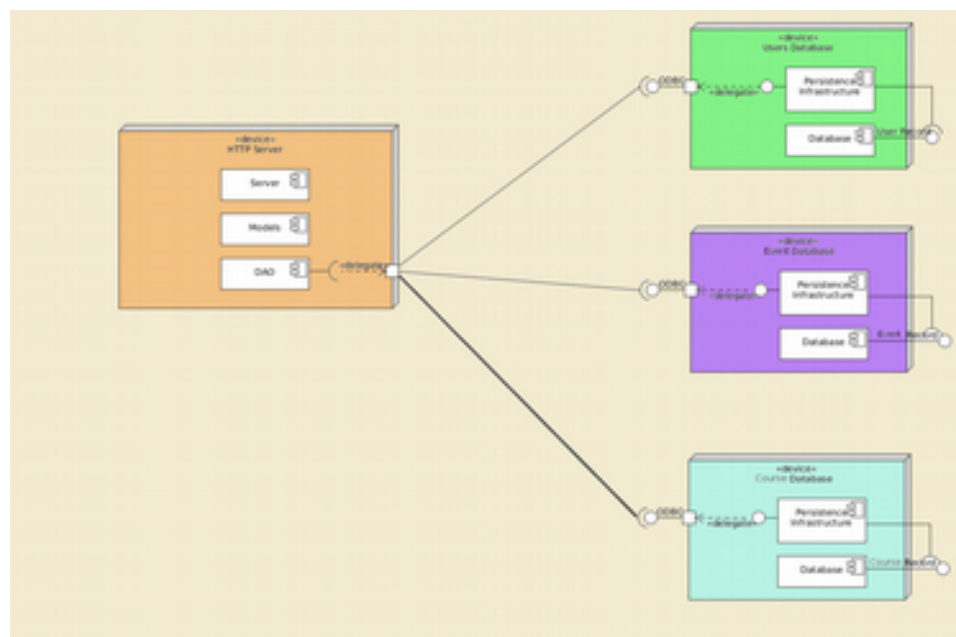 «device»
HTTP Server
Server
Models
DAO
«delegate»
«device»
Users Database
ODBC
«delegate»
Persistence
Infrastructure
Database
User Record
«device»
Event Database
ODBC
«delegate»
Persistence
Infrastructure
Database
Event Record
«device»
Course Database
ODBC
«delegate»
Persistence
Infrastructure
Database
Course Record